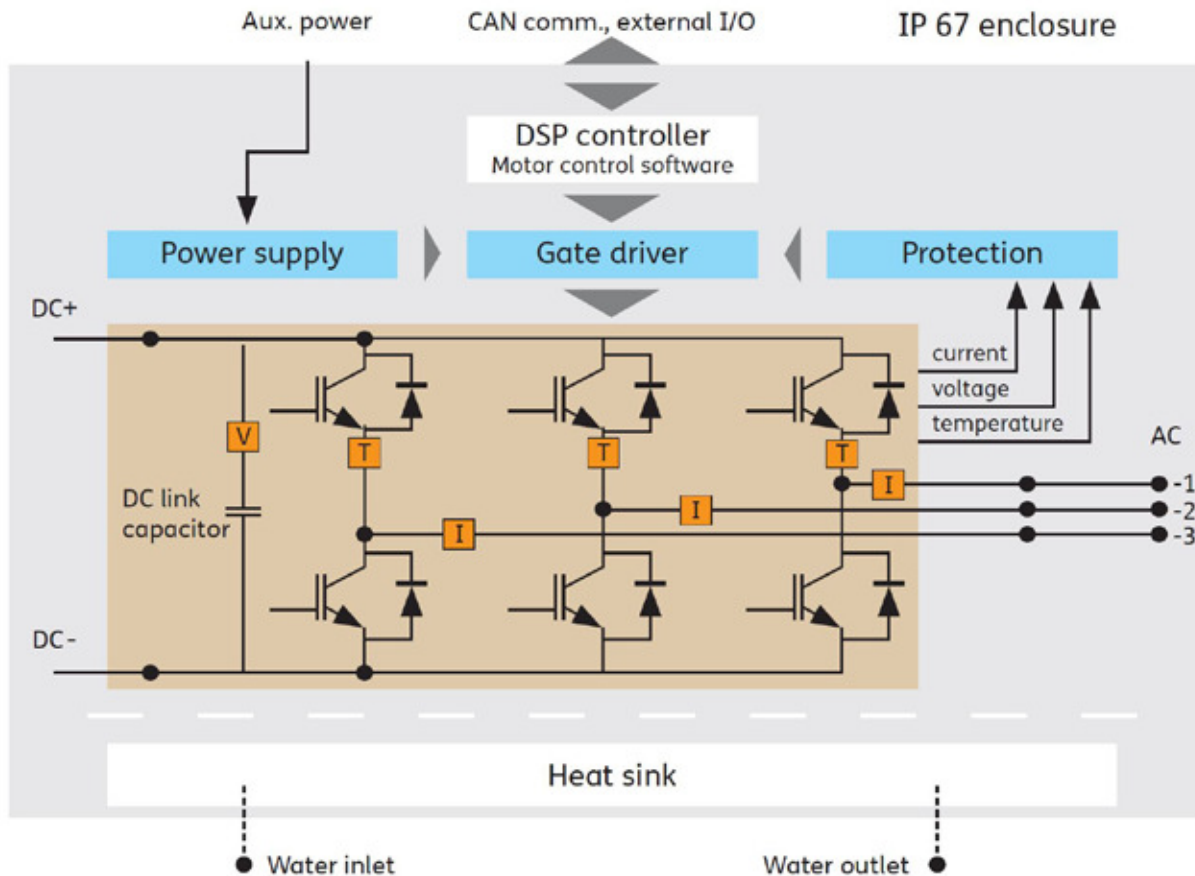 Aux. power
CAN comm., external I/O
IP 67 enclosure
DSP controller
Motor control software
Power supply
Gate driver
Protection
DC+
current
voltage
temperature
AC
V
T
T
T
I
-1
I
-2
I
-3
DC link
capacitor
DC-
Heat sink
Water inlet
Water outlet